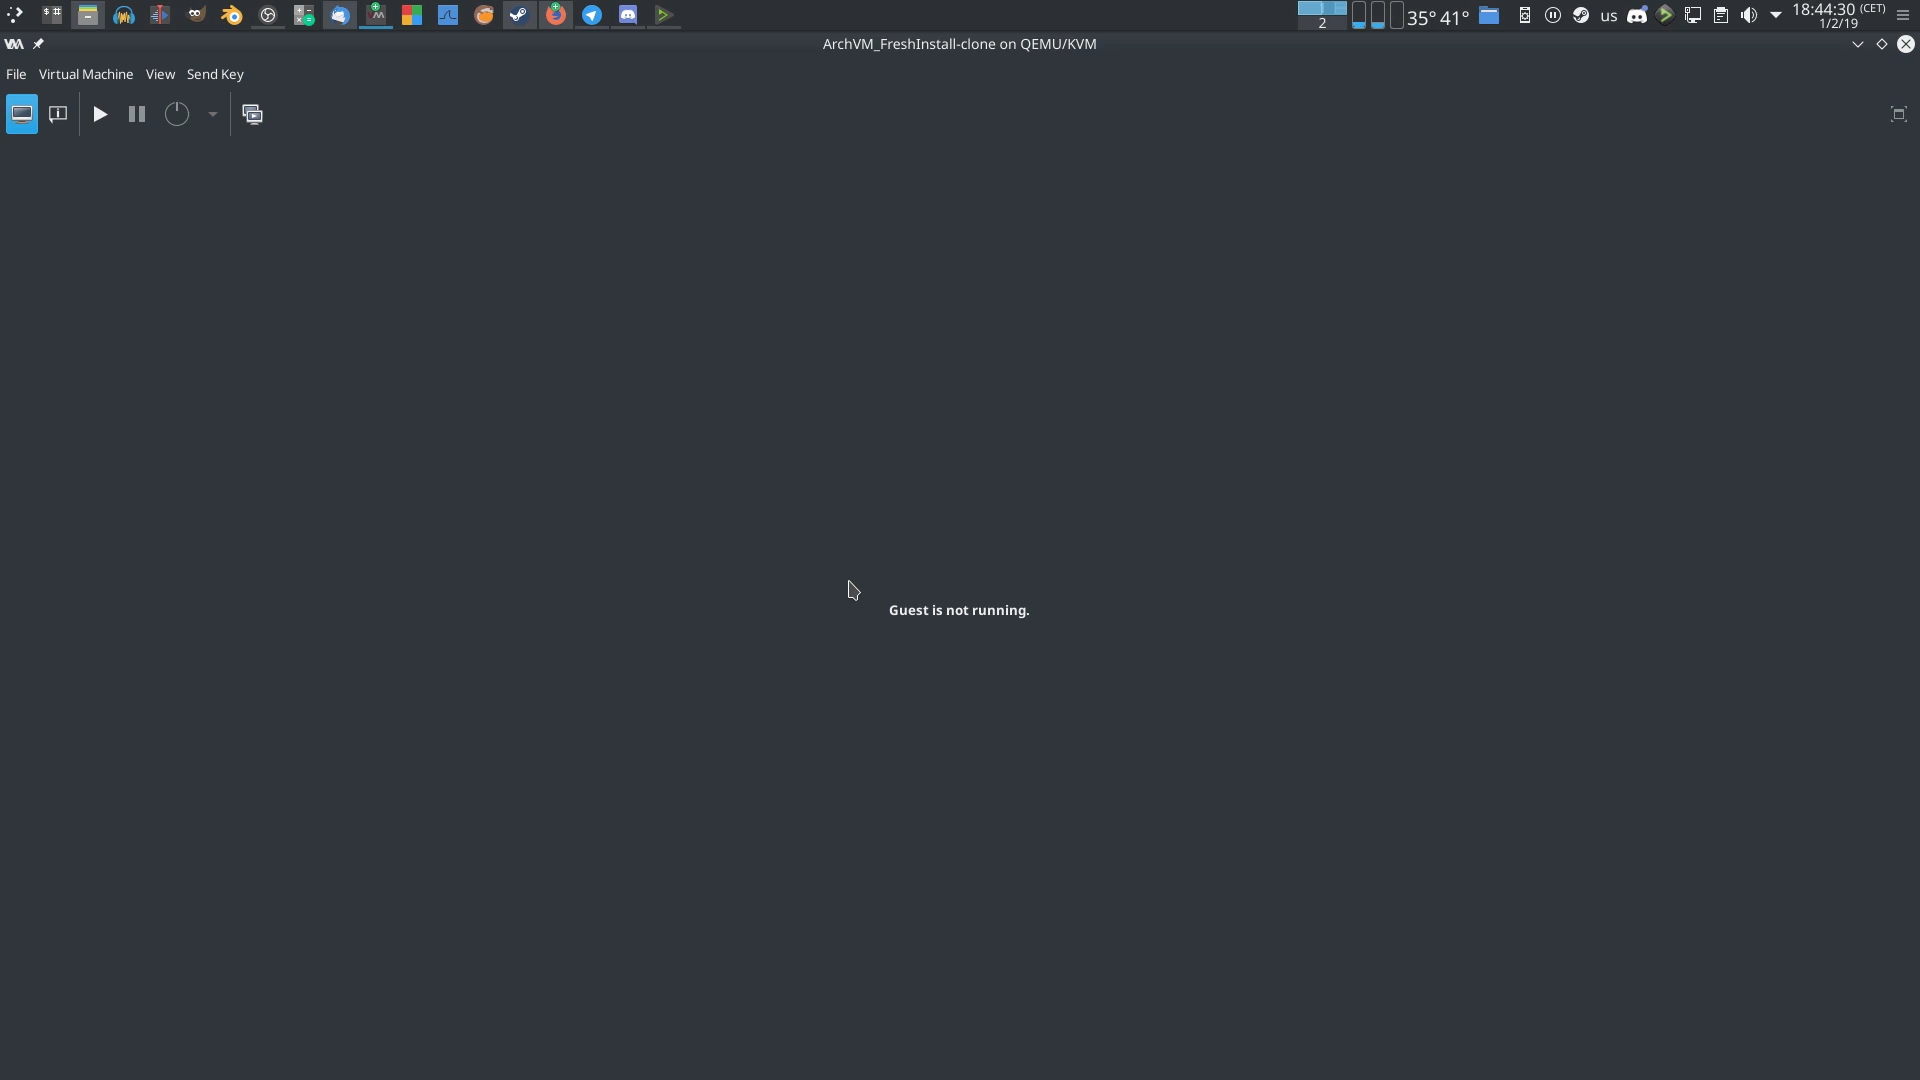 2
35° 41°
us
18:44:30 (CET)
1/2/19
ArchVM_FreshInstall-clone on QEMU/KVM
File Virtual Machine View Send Key
Guest is not running.